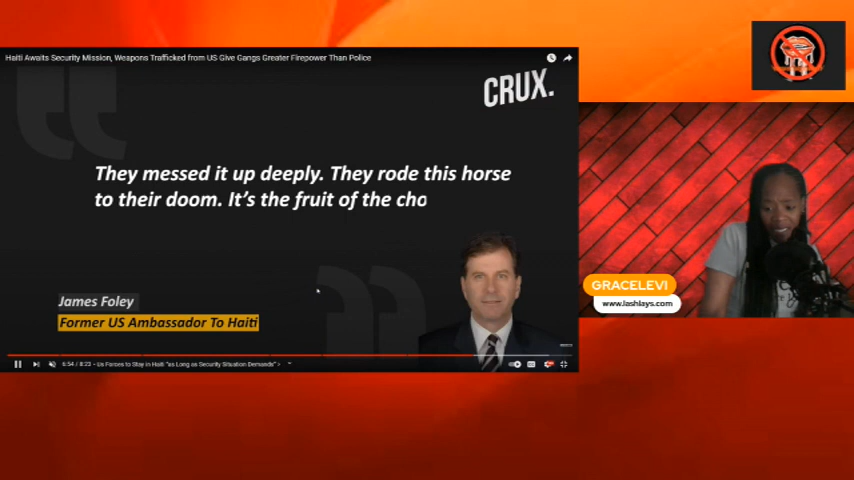 Haiti Awaits Security Mission, Weapons Trafficked from US Give Gangs Greater Firepower Than Police
CRUX.
They messed it up deeply. They rode this horse
to their doom. It's the fruit of the cho
James Foley
Former US Ambassador To Haiti
6:54 / 8:23 • Us Forces to Stay in Haiti "as Long as Security Situation Demands" >
GRACELEVI
www.lashlays.com